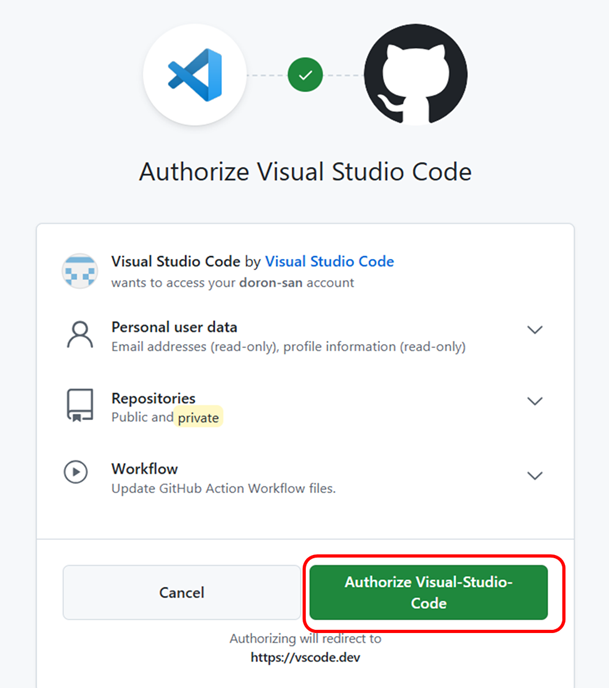 Authorize Visual Studio Code
Visual Studio Code by Visual Studio Code
wants to access your doron-san account
Personal user data
Email addresses (read-only), profile information (read-only)
Repositories
Public and private
Workflow
Update GitHub Action Workflow files.
Cancel
Authorize Visual-Studio-
Code
Authorizing will redirect to
https://vscode.dev